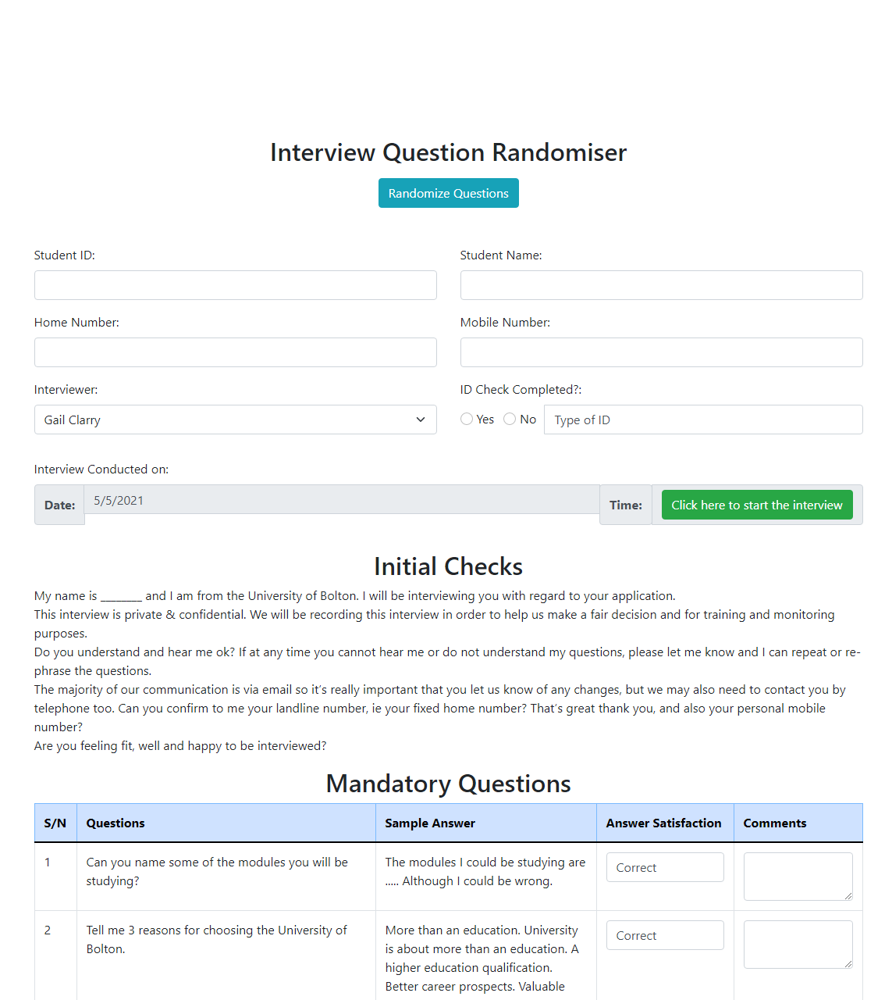 Interview Question Randomiser
Randomize Questions
Student ID:
Student Name:
Home Number:
Mobile Number:
Interviewer:
ID Check Completed?:
Gail Clarry
Yes No Type of ID
Interview Conducted on:
Date: 5/5/2021 Time: Click here to start the interview
Initial Checks
My name is ________ and I am from the University of Bolton. I will be interviewing you with regard to your application.
This interview is private & confidential. We will be recording this interview in order to help us make a fair decision and for training and monitoring
purposes.
Do you understand and hear me ok? If at any time you cannot hear me or do not understand my questions, please let me know and I can repeat or re-
phrase the questions.
The majority of our communication is via email so it’s really important that you let us know of any changes, but we may also need to contact you by
telephone too. Can you confirm to me your landline number, ie your fixed home number? That’s great thank you, and also your personal mobile
number?
Are you feeling fit, well and happy to be interviewed?
Mandatory Questions
S/N Questions Sample Answer Answer Satisfaction Comments
1
Can you name some of the modules you will be
studying?
The modules I could be studying are
..... Although I could be wrong.
Correct
2
Tell me 3 reasons for choosing the University of
Bolton.
More than an education. University
is about more than an education. A
higher education qualification.
Better career prospects. Valuable
Correct